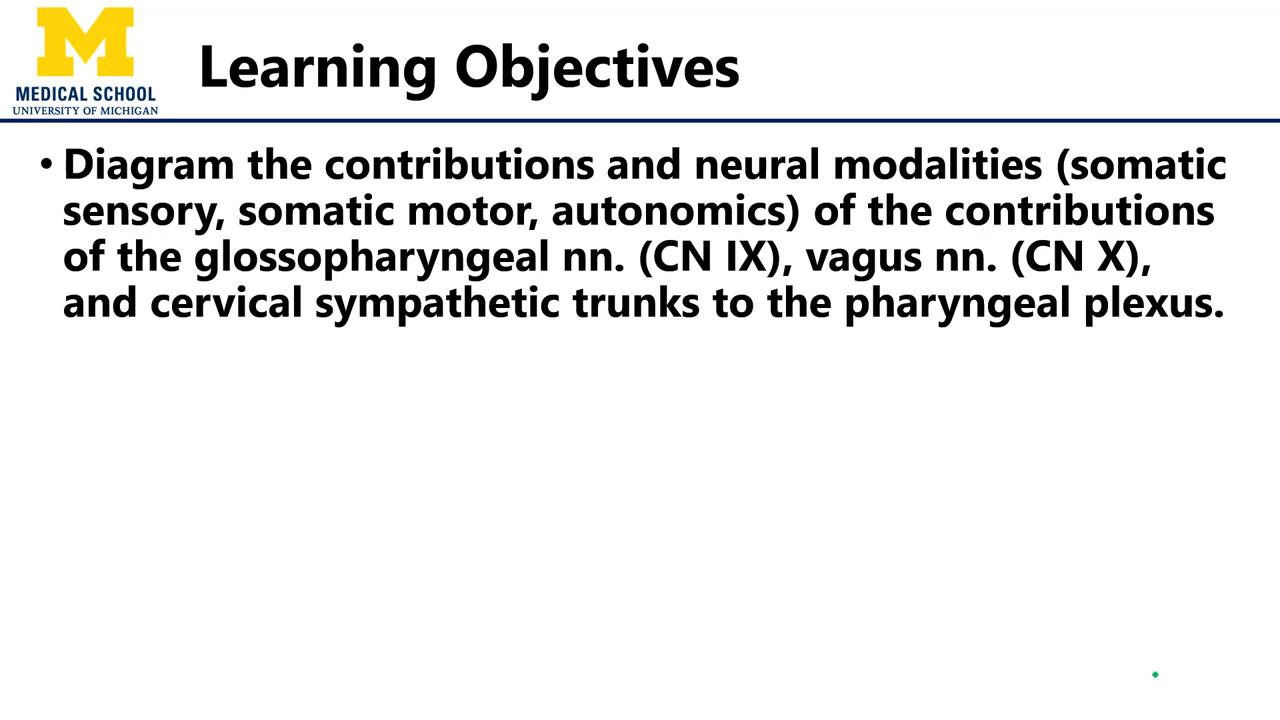 M
MEDICAL SCHOOL
UNIVERSITY OF MICHIGAN
Learning Objectives
• Diagram the contributions and neural modalities (somatic
sensory, somatic motor, autonomics) of the contributions
of the glossopharyngeal nn. (CN IX), vagus nn. (CN X),
and cervical sympathetic trunks to the pharyngeal plexus.